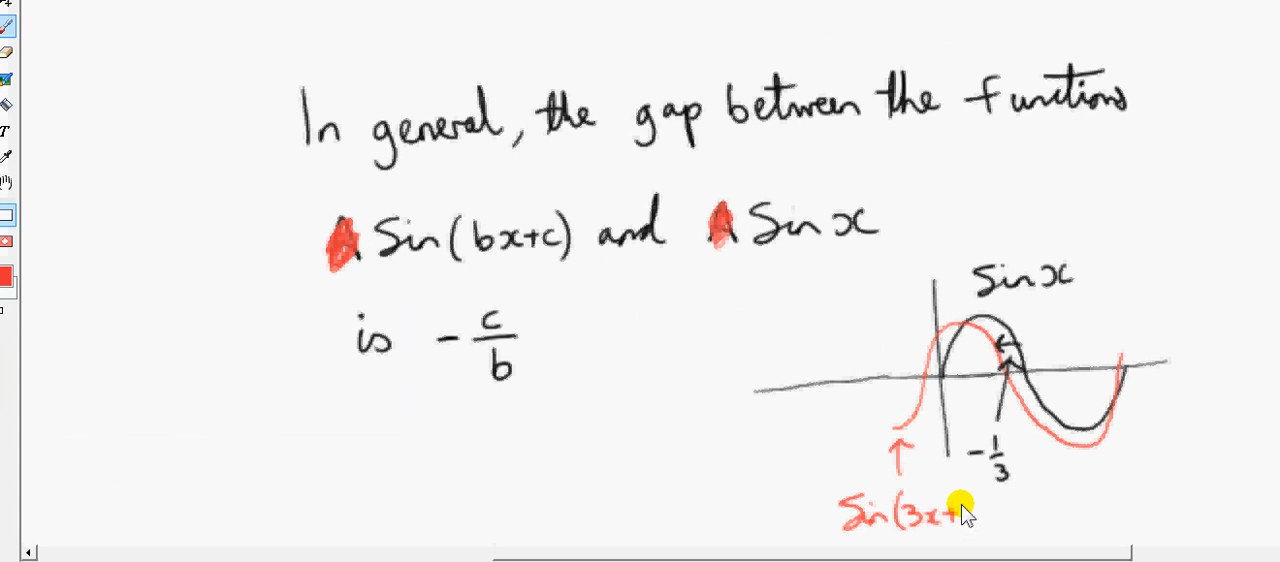 In general, the gap between the functions
A Sin(bx+c) and A Sin x
is - c/b
Sin x
- 1/3
Sin(3x+